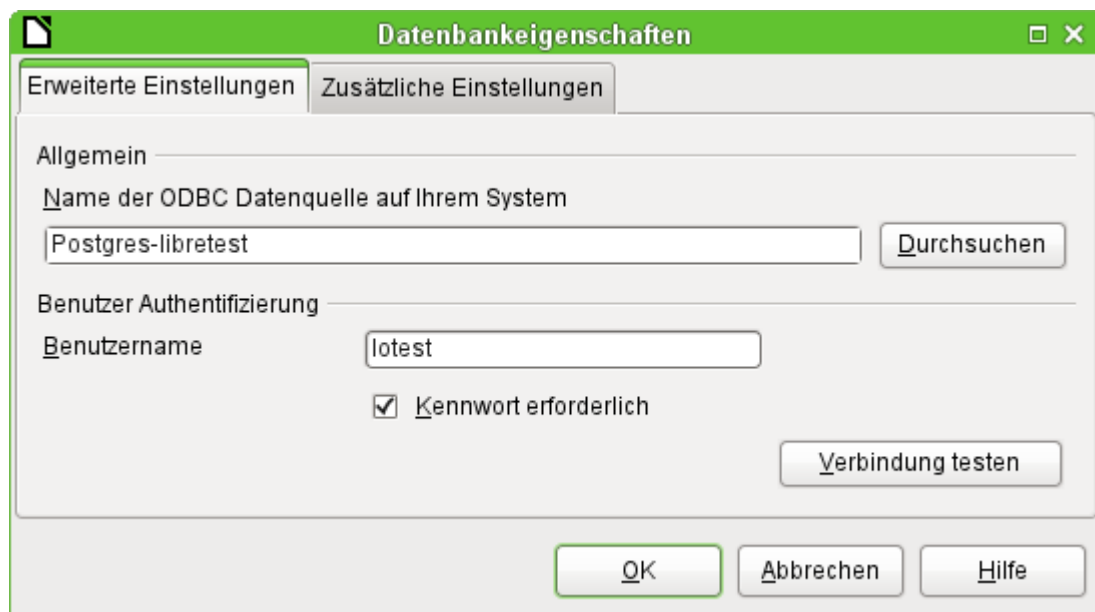 Datenbankeigenschaften
Erweiterte Einstellungen Zusätzliche Einstellungen
Allgemein
Name der ODBC Datenquelle auf Ihrem System
Postgres-libretest Durchsuchen
Benutzer Authentifizierung
Benutzername lotest
Kennwort erforderlich
Verbindung testen
OK Abbrechen Hilfe